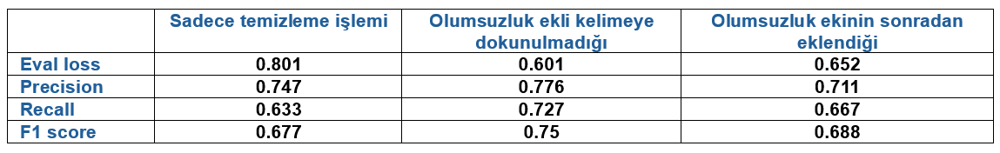 Sadece temizleme işlemi Olumsuzluk ekli kelimeye dokunulmadığı Olumsuzluk ekinin sonradan eklendiği
Eval loss 0.801 0.601 0.652
Precision 0.747 0.776 0.711
Recall 0.633 0.727 0.667
F1 score 0.677 0.75 0.688